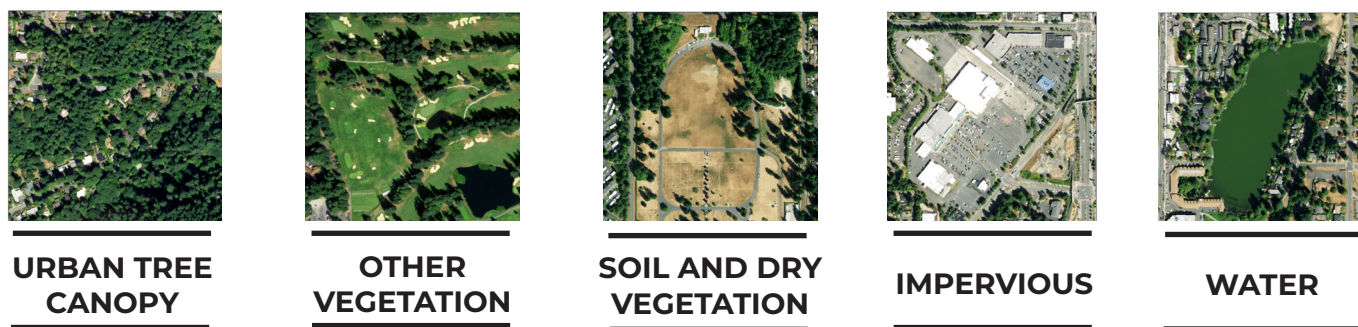 URBAN TREE
CANOPY
OTHER
VEGETATION
SOIL AND DRY
VEGETATION
IMPERVIOUS
WATER